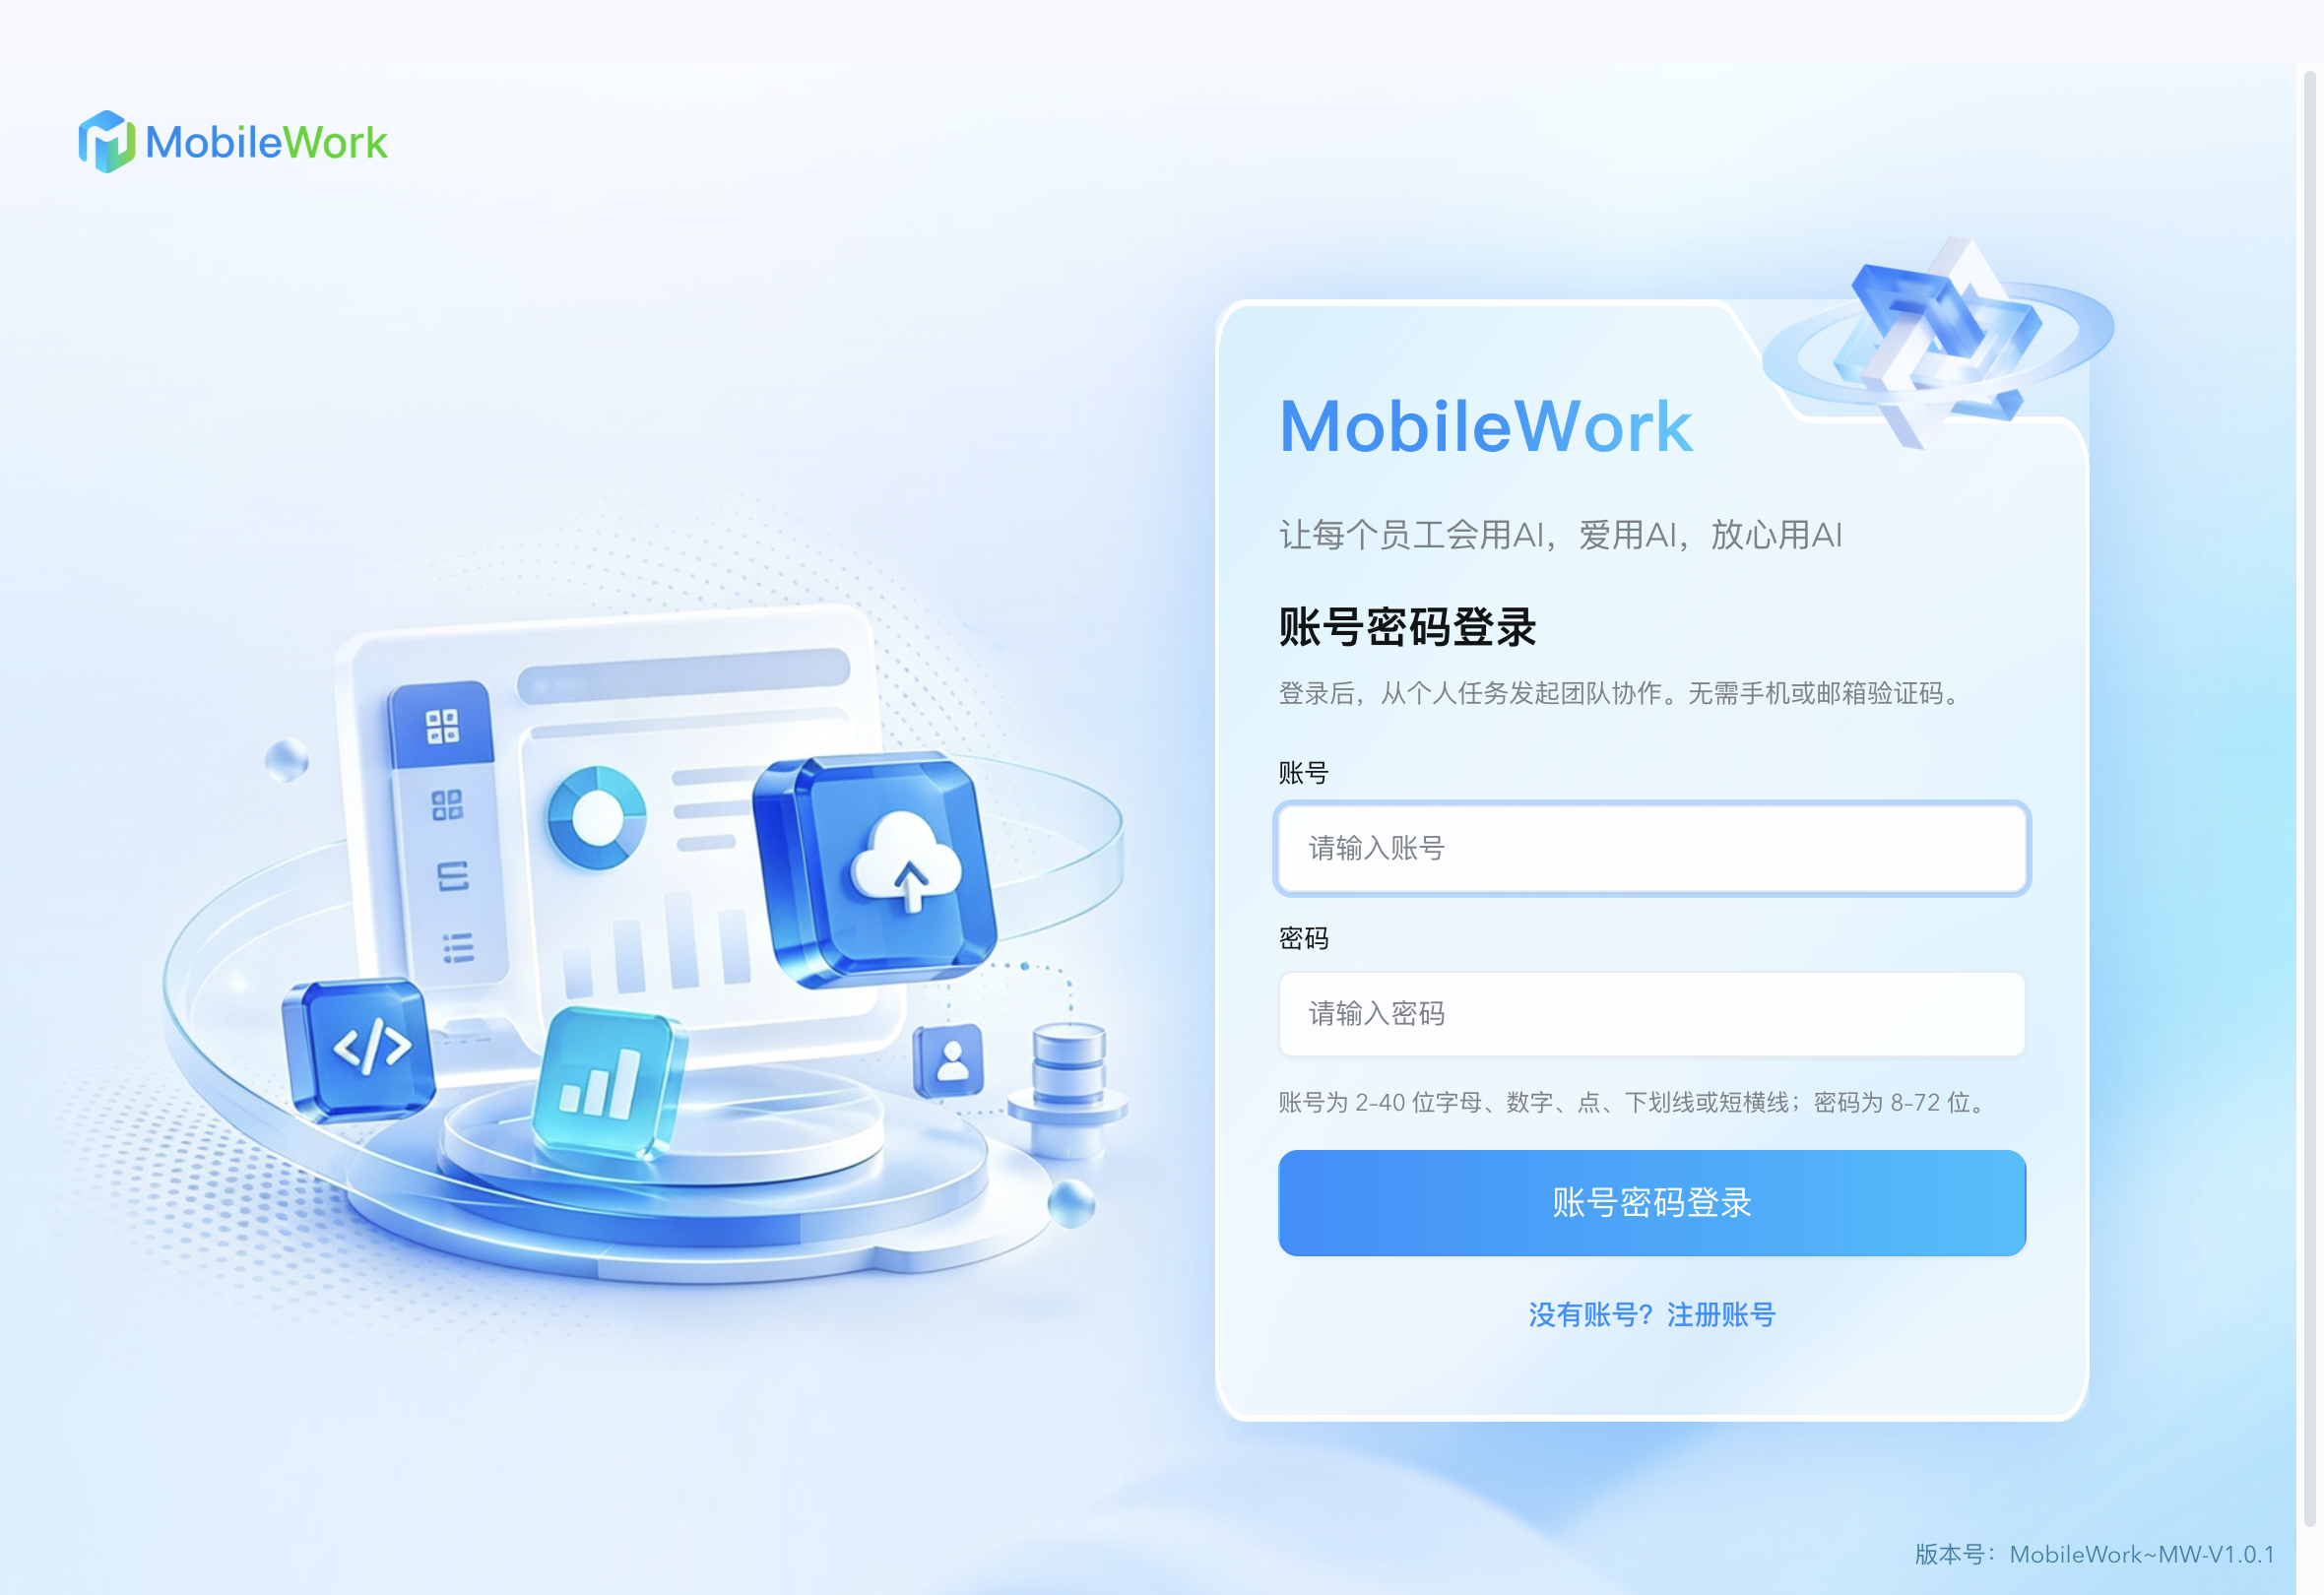 MobileWork
MobileWork
让每个员工会用AI，爱用AI，放心用AI
账号密码登录
登录后，从个人任务发起团队协作。无需手机或邮箱验证码。
账号
请输入账号
密码
请输入密码
账号为 2-40 位字母、数字、点、下划线或短横线；密码为 8-72 位。
账号密码登录
没有账号？注册账号
版本号：MobileWork~MW-V1.0.1